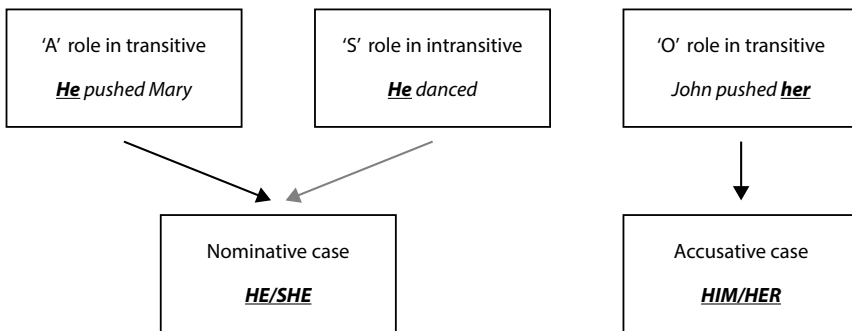 ‘A’ role in transitive
He pushed Mary
‘S’ role in intransitive
He danced
‘O’ role in transitive
John pushed her
Nominative case
HE/SHE
Accusative case
HIM/HER